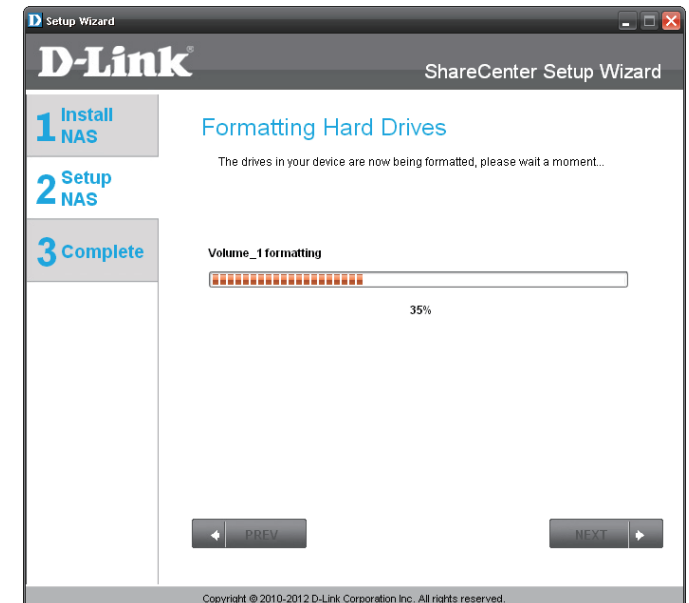 D Setup Wizard
D-Link®
ShareCenter Setup Wizard
1 Install
NAS
2 Setup
NAS
3 Complete
Formatting Hard Drives
The drives in your device are now being formatted, please wait a moment...
Volume_1 formatting
35%
PREV
NEXT
Copyright © 2010-2012 D-Link Corporation Inc. All rights reserved.